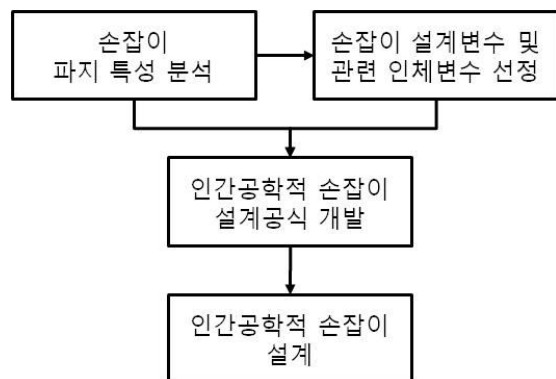 손잡이
파지 특성 분석
손잡이 설계변수 및
관련 인체변수 선정
인간공학적 손잡이
설계공식 개발
인간공학적 손잡이
설계